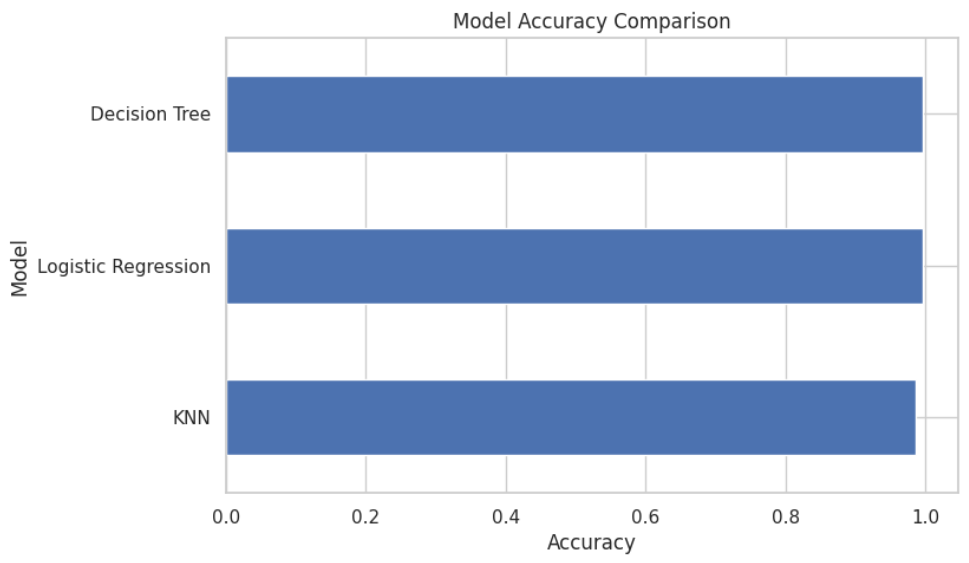 Model Accuracy Comparison
Decision Tree
Logistic Regression
KNN
Model
0.0 0.2 0.4 0.6 0.8 1.0
Accuracy